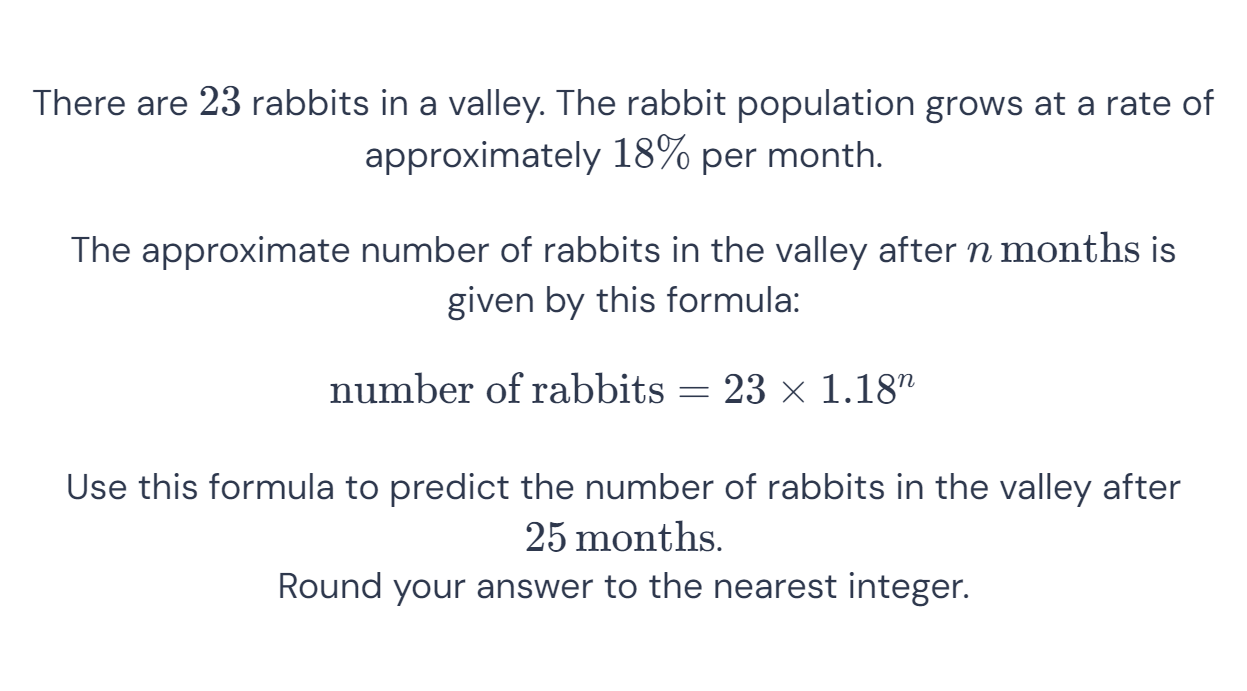 There are 23 rabbits in a valley. The rabbit population grows at a rate of
approximately 18% per month.
The approximate number of rabbits in the valley after n months is
given by this formula:
number of rabbits = 23 × 1.18ⁿ
Use this formula to predict the number of rabbits in the valley after
25 months.
Round your answer to the nearest integer.